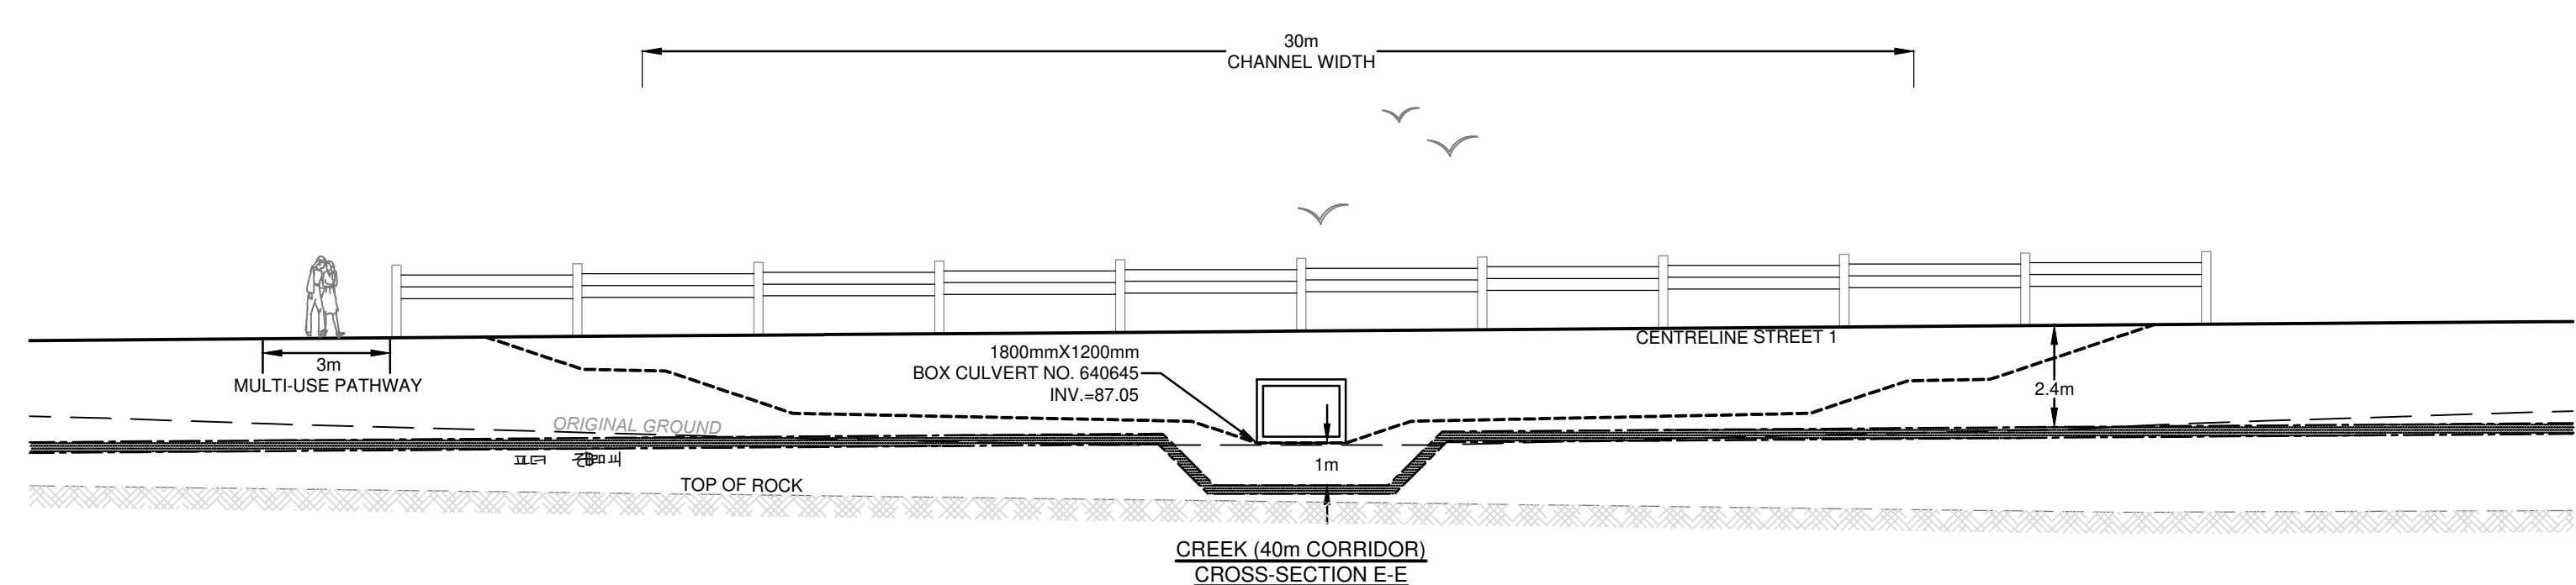 30m
CHANNEL WIDTH
CENTRELINE STREET 1
1800mmX1200mm
BOX CULVERT NO. 640645
INV.=87.05
3m
MULTI-USE PATHWAY
2.4m
ORIGINAL GROUND
1m
TOP OF ROCK
CREEK (40m CORRIDOR)
CROSS-SECTION E-E